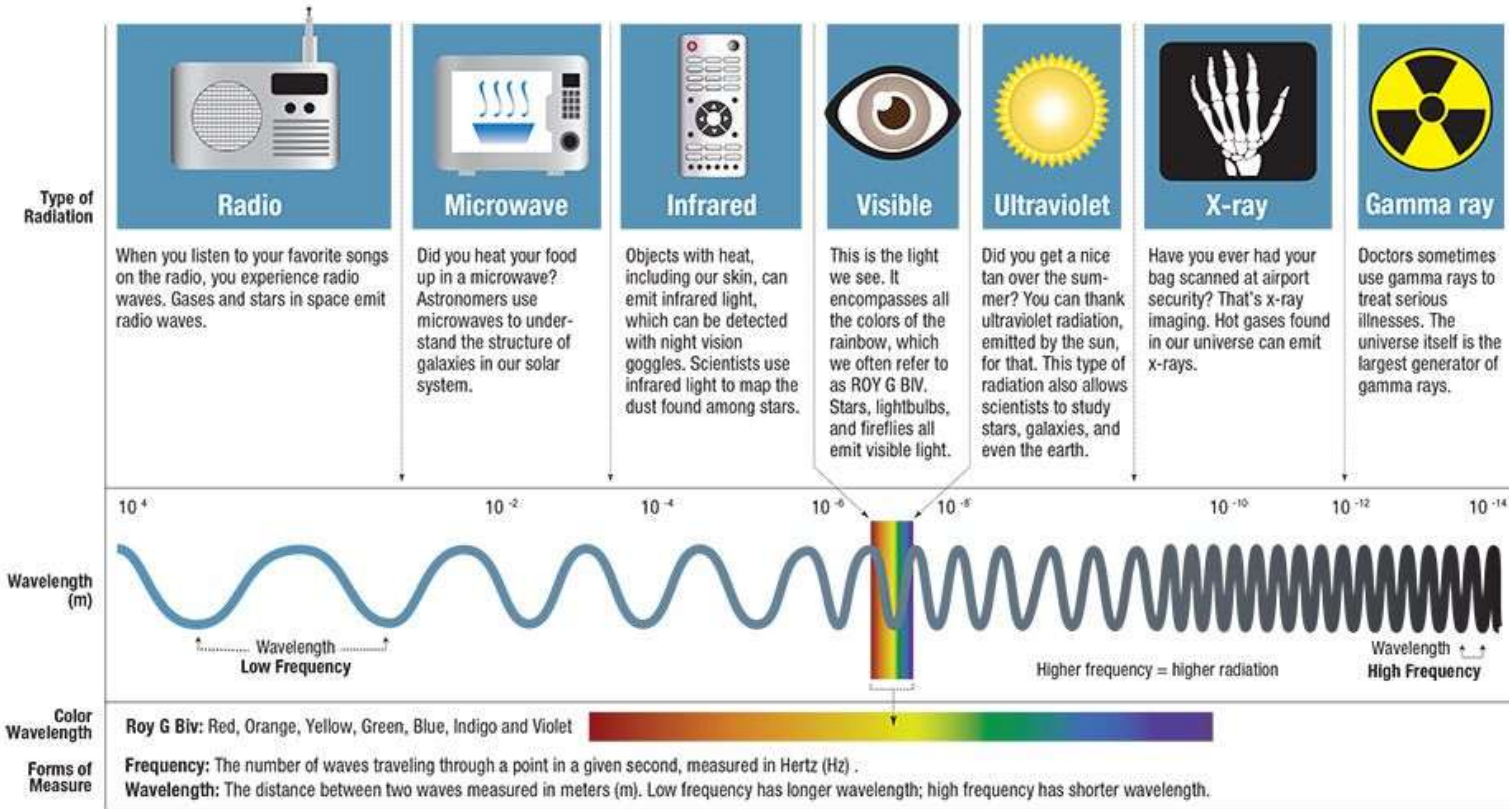 Type of
Radiation
Radio
Microwave
Infrared
Visible
Ultraviolet
X-ray
Gamma ray
When you listen to your favorite songs
on the radio, you experience radio
waves. Gases and stars in space emit
radio waves.
Did you heat your food
up in a microwave?
Astronomers use
microwaves to under-
stand the structure of
galaxies in our solar
system.
Objects with heat,
including our skin, can
emit infrared light,
which can be detected
with night vision
goggles. Scientists use
infrared light to map the
dust found among stars.
This is the light
we see. It
encompasses all
the colors of the
rainbow, which
we often refer to
as ROY G BIV.
Stars, lightbulbs,
and fireflies all
emit visible light.
Did you get a nice
tan over the sum-
mer? You can thank
ultraviolet radiation,
emitted by the sun,
for that. This type of
radiation also allows
scientists to study
stars, galaxies, and
even the earth.
Have you ever had your
bag scanned at airport
security? That's x-ray
imaging. Hot gases found
in our universe can emit
x-rays.
Doctors sometimes
use gamma rays to
treat serious
illnesses. The
universe itself is the
largest generator of
gamma rays.
10⁴ 10⁻² 10⁻⁴ 10⁻⁶ 10⁻⁸ 10⁻¹⁰ 10⁻¹² 10⁻¹⁴
Wavelength
(m)
Wavelength
Low Frequency
Higher frequency = higher radiation
Wavelength
High Frequency
Color
Wavelength
Roy G Biv: Red, Orange, Yellow, Green, Blue, Indigo and Violet
Forms of
Measure
Frequency: The number of waves traveling through a point in a given second, measured in Hertz (Hz) .
Wavelength: The distance between two waves measured in meters (m). Low frequency has longer wavelength; high frequency has shorter wavelength.